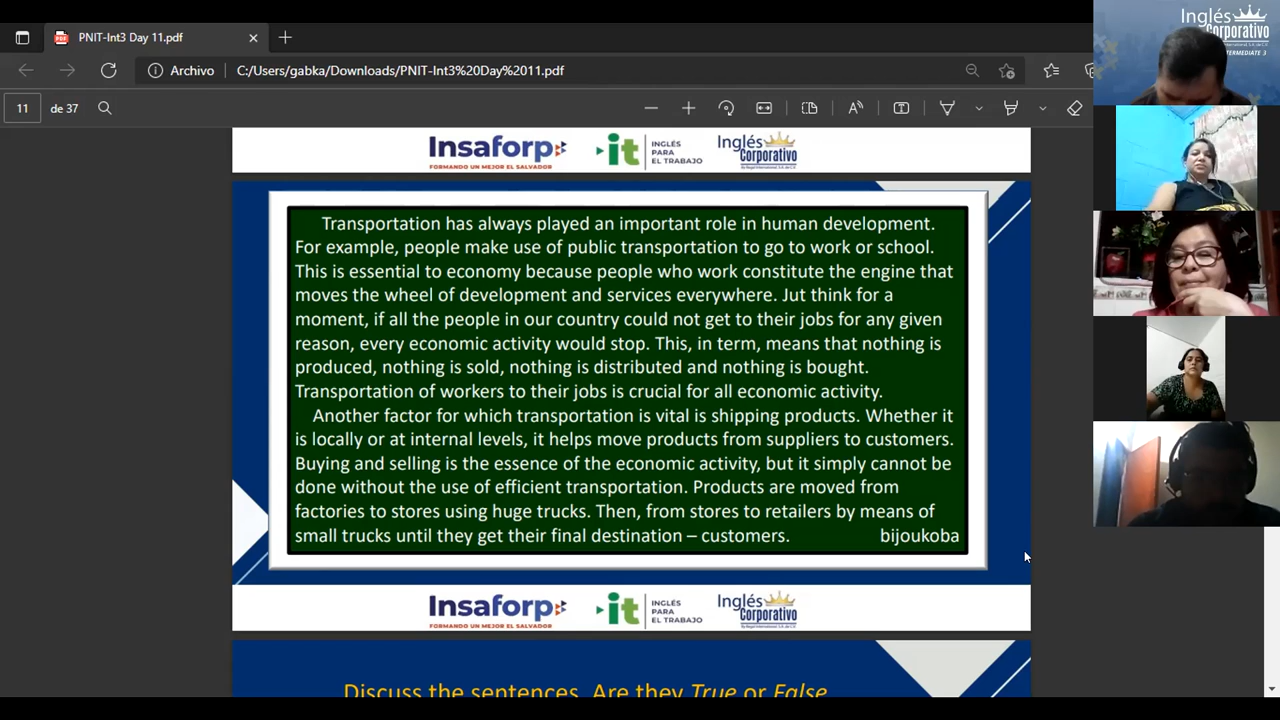 PNIT-Int3 Day 11.pdf
Archivo
C:/Users/gabka/Downloads/PNIT-Int3%20Day%2011.pdf
11 de 37
Insaforp
FORMANDO UN MEJOR EL SALVADOR
it
INGLÉS
PARA
EL TRABAJO
Inglés
Corporativo
Transportation has always played an important role in human development.
For example, people make use of public transportation to go to work or school.
This is essential to economy because people who work constitute the engine that
moves the wheel of development and services everywhere. Jut think for a
moment, if all the people in our country could not get to their jobs for any given
reason, every economic activity would stop. This, in term, means that nothing is
produced, nothing is sold, nothing is distributed and nothing is bought.
Transportation of workers to their jobs is crucial for all economic activity.
Another factor for which transportation is vital is shipping products. Whether it
is locally or at internal levels, it helps move products from suppliers to customers.
Buying and selling is the essence of the economic activity, but it simply cannot be
done without the use of efficient transportation. Products are moved from
factories to stores using huge trucks. Then, from stores to retailers by means of
small trucks until they get their final destination – customers. bijoukoba
Insaforp
FORMANDO UN MEJOR EL SALVADOR
it
INGLÉS
PARA
EL TRABAJO
Inglés
Corporativo
Discuss the sentences. Are they True or False
Inglés
Corporativo